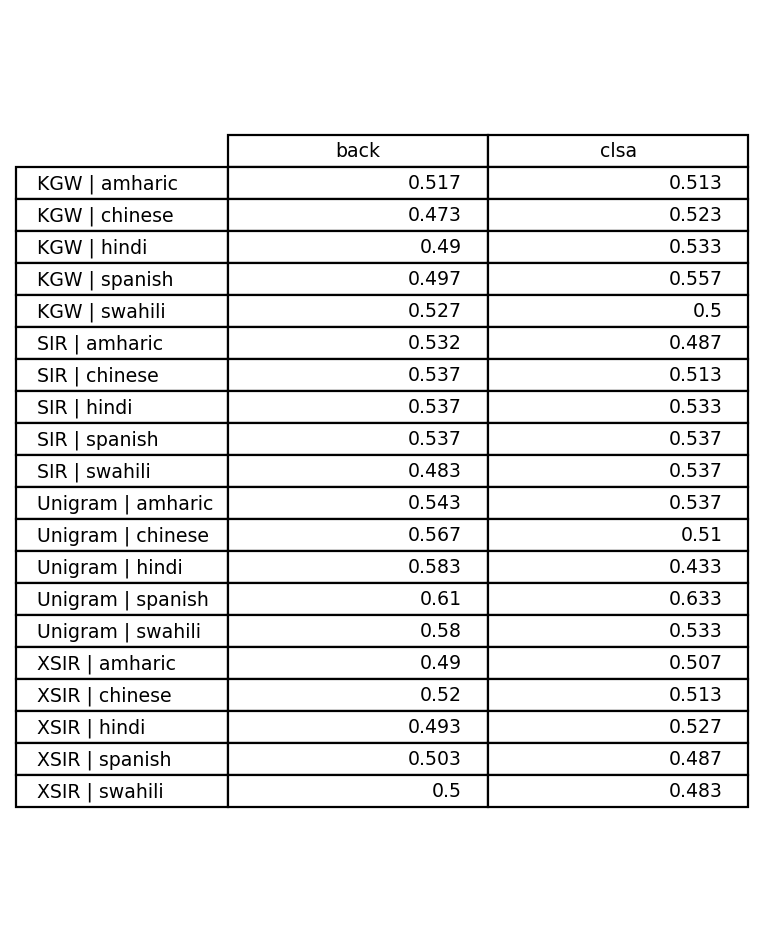 back clsa
KGW | amharic 0.517 0.513
KGW | chinese 0.473 0.523
KGW | hindi 0.49 0.533
KGW | spanish 0.497 0.557
KGW | swahili 0.527 0.5
SIR | amharic 0.532 0.487
SIR | chinese 0.537 0.513
SIR | hindi 0.537 0.533
SIR | spanish 0.537 0.537
SIR | swahili 0.483 0.537
Unigram | amharic 0.543 0.537
Unigram | chinese 0.567 0.51
Unigram | hindi 0.583 0.433
Unigram | spanish 0.61 0.633
Unigram | swahili 0.58 0.533
XSIR | amharic 0.49 0.507
XSIR | chinese 0.52 0.513
XSIR | hindi 0.493 0.527
XSIR | spanish 0.503 0.487
XSIR | swahili 0.5 0.483